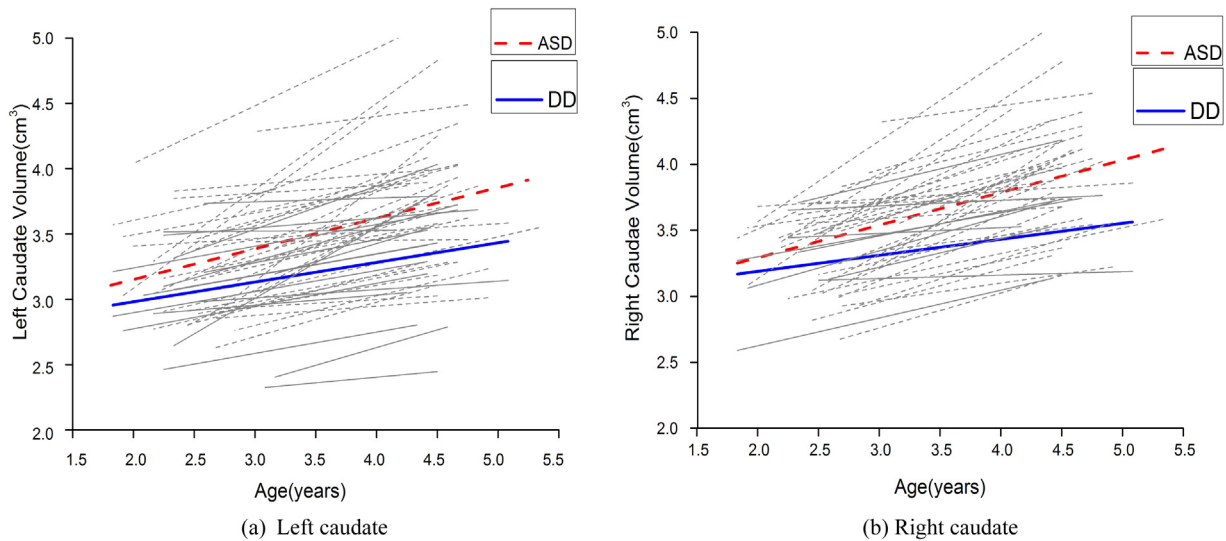 5.0
4.5
4.0
3.5
3.0
2.5
2.0
Left Caudate Volume(cm³)
1.5 2.0 2.5 3.0 3.5 4.0 4.5 5.0 5.5
Age(years)
ASD
DD
(a) Left caudate
5.0
4.5
4.0
3.5
3.0
2.5
2.0
Right Caudae Volume(cm³)
1.5 2.0 2.5 3.0 3.5 4.0 4.5 5.0 5.5
Age(years)
ASD
DD
(b) Right caudate